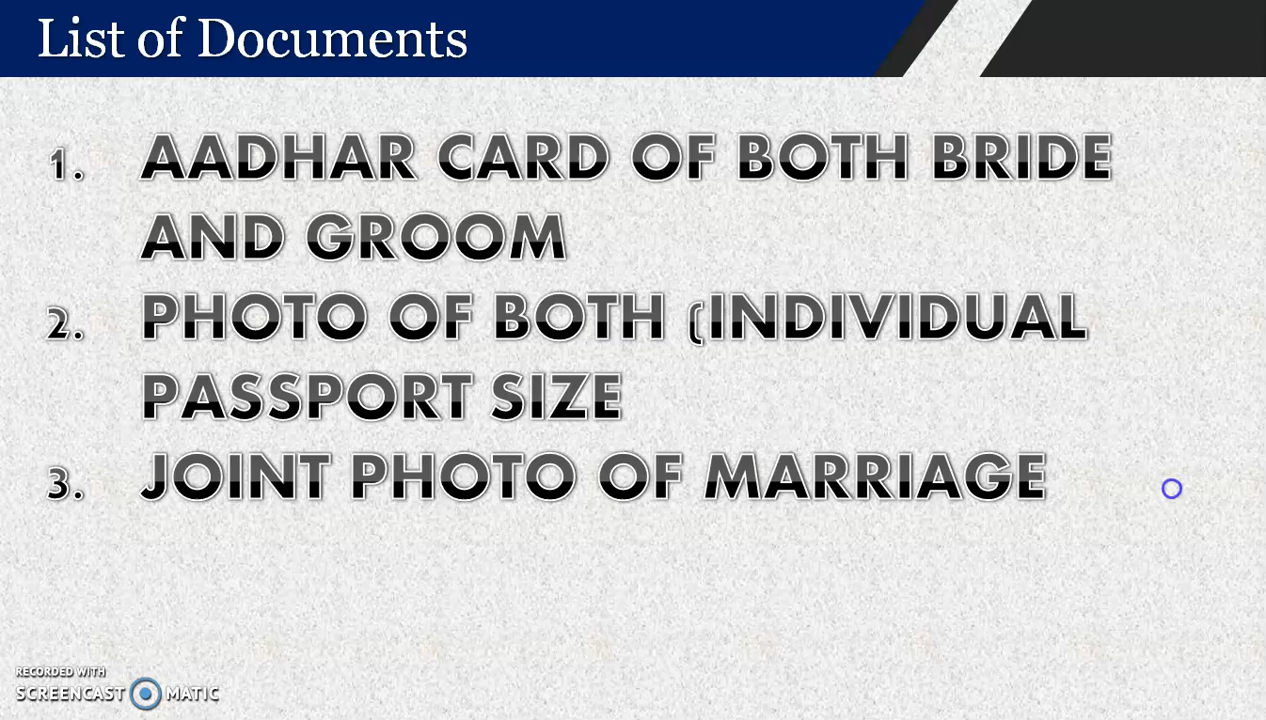 List of Documents
1. AADHAR CARD OF BOTH BRIDE
AND GROOM
2. PHOTO OF BOTH (INDIVIDUAL
PASSPORT SIZE
3. JOINT PHOTO OF MARRIAGE
RECORDED WITH
SCREENCAST MATIC